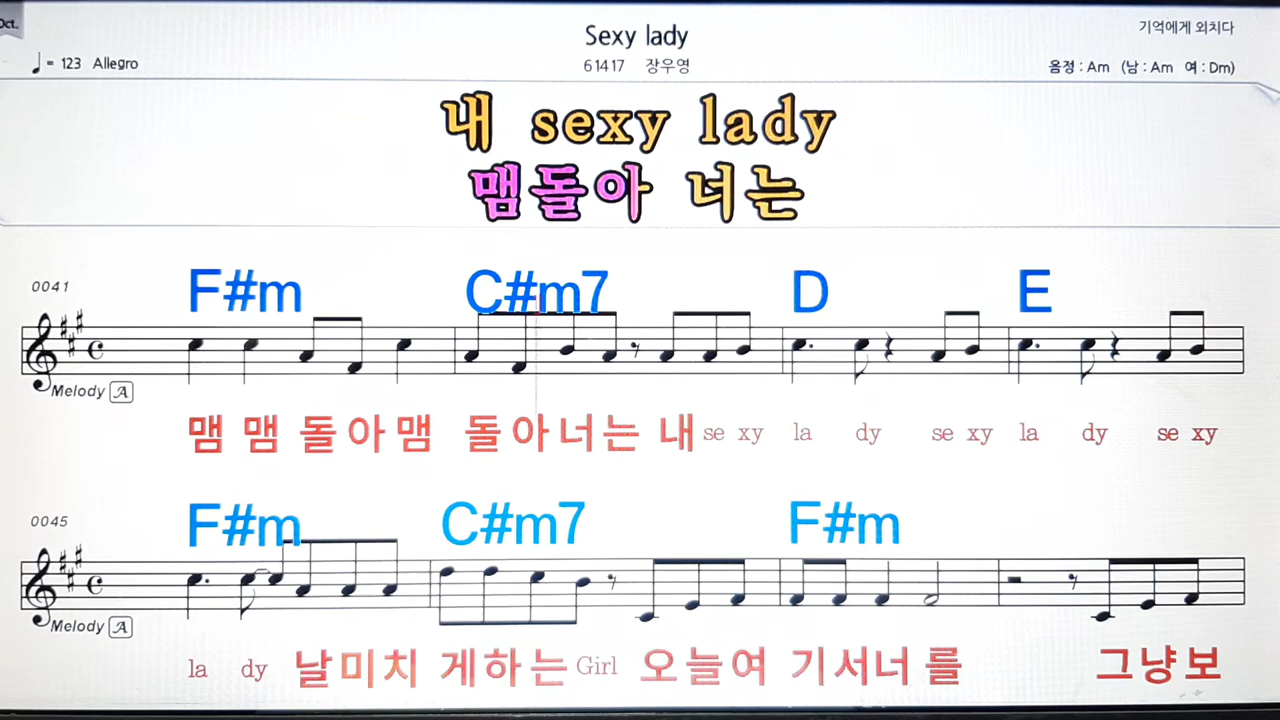 Oct.
Sexy lady
기억에게 외치다
♩= 123 Allegro
61417 장우영
음정 : Am (남 : Am 여 : Dm)
내 sexy lady
맴돌아 너는
0041
F#m C#m7 D E
Melody A
맴 맴 돌아맴 돌아너는 내 se xy la dy se xy la dy se xy
0045
F#m C#m7 F#m
Melody A
la dy 날미치 게하는 Girl 오늘여 기서너 를 그냥보